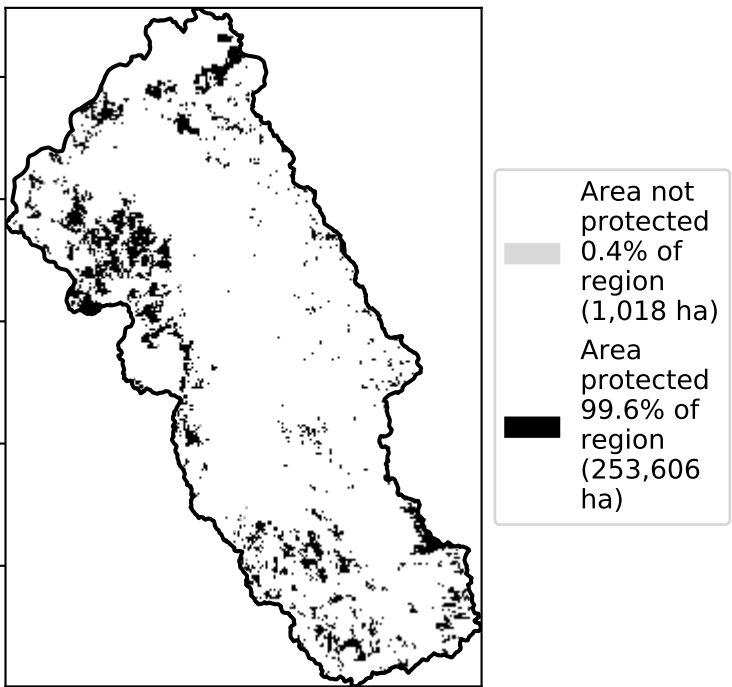 Area not
protected
0.4% of
region
(1,018 ha)
Area
protected
99.6% of
region
(253,606
ha)